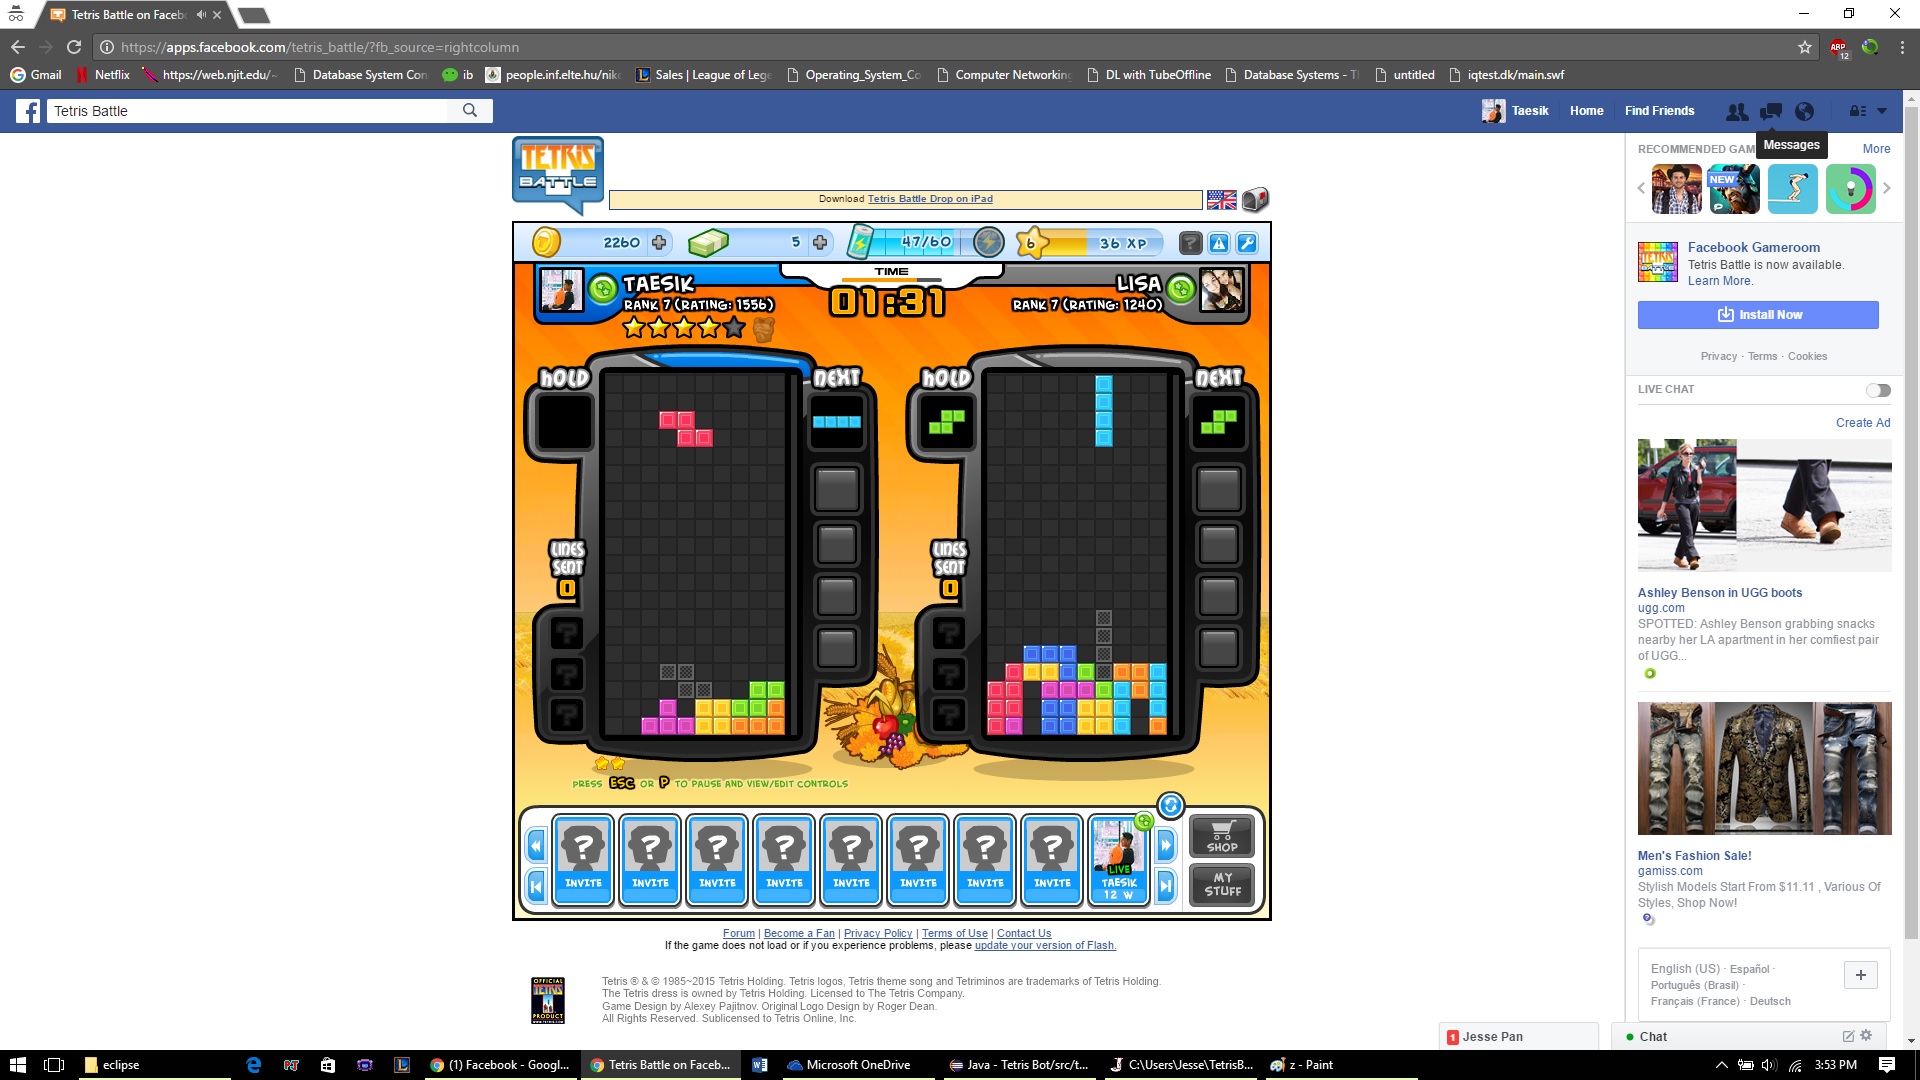 Tetris Battle on Faceb
https://apps.facebook.com/tetris_battle/?fb_source=rightcolumn
ABP
12
Gmail
Netflix
https://web.njit.edu/~
Database System Con
ib
people.inf.elte.hu/nik
Sales | League of Lege
Operating_System_Co
Computer Networking
DL with TubeOffline
Database Systems - T
untitled
iqtest.dk/main.swf
Tetris Battle
Taesik
Home
Find Friends
Messages
TETRIS
BATTLE
Download Tetris Battle Drop on iPad
2260
5
47/60
6
36 XP
TAESIK
RANK 7 (RATING: 1556)
TIME
01:31
LISA
RANK 7 (RATING: 1240)
HOLD
NEXT
HOLD
NEXT
LINES
SENT
0
LINES
SENT
0
PRESS ESC OR P TO PAUSE AND VIEW/EDIT CONTROLS
INVITE
INVITE
INVITE
INVITE
INVITE
INVITE
INVITE
INVITE
LIVE
TAESIK
12 W
SHOP
MY
STUFF
Forum | Become a Fan | Privacy Policy | Terms of Use | Contact Us
If the game does not load or if you experience problems, please update your version of Flash.
OFFICIAL
TETRIS
PRODUCT
Tetris ® & © 1985~2015 Tetris Holding. Tetris logos, Tetris theme song and Tetriminos are trademarks of Tetris Holding.
The Tetris dress is owned by Tetris Holding. Licensed to The Tetris Company.
Game Design by Alexey Pajitnov. Original Logo Design by Roger Dean.
All Rights Reserved. Sublicensed to Tetris Online, Inc.
RECOMMENDED GAM
More
NEW
Facebook Gameroom
Tetris Battle is now available.
Learn More.
Install Now
Privacy · Terms · Cookies
LIVE CHAT
Create Ad
Ashley Benson in UGG boots
ugg.com
SPOTTED: Ashley Benson grabbing snacks
nearby her LA apartment in her comfiest pair
of UGG...
Men's Fashion Sale!
gamiss.com
Stylish Models Start From $11.11 , Various Of
Styles, Shop Now!
English (US) · Español ·
Português (Brasil) ·
Français (France) · Deutsch
1 Jesse Pan
Chat
eclipse
(1) Facebook - Googl...
Tetris Battle on Faceb...
Microsoft OneDrive
Java - Tetris Bot/src/t...
C:\Users\Jesse\TetrisB...
z - Paint
3:53 PM